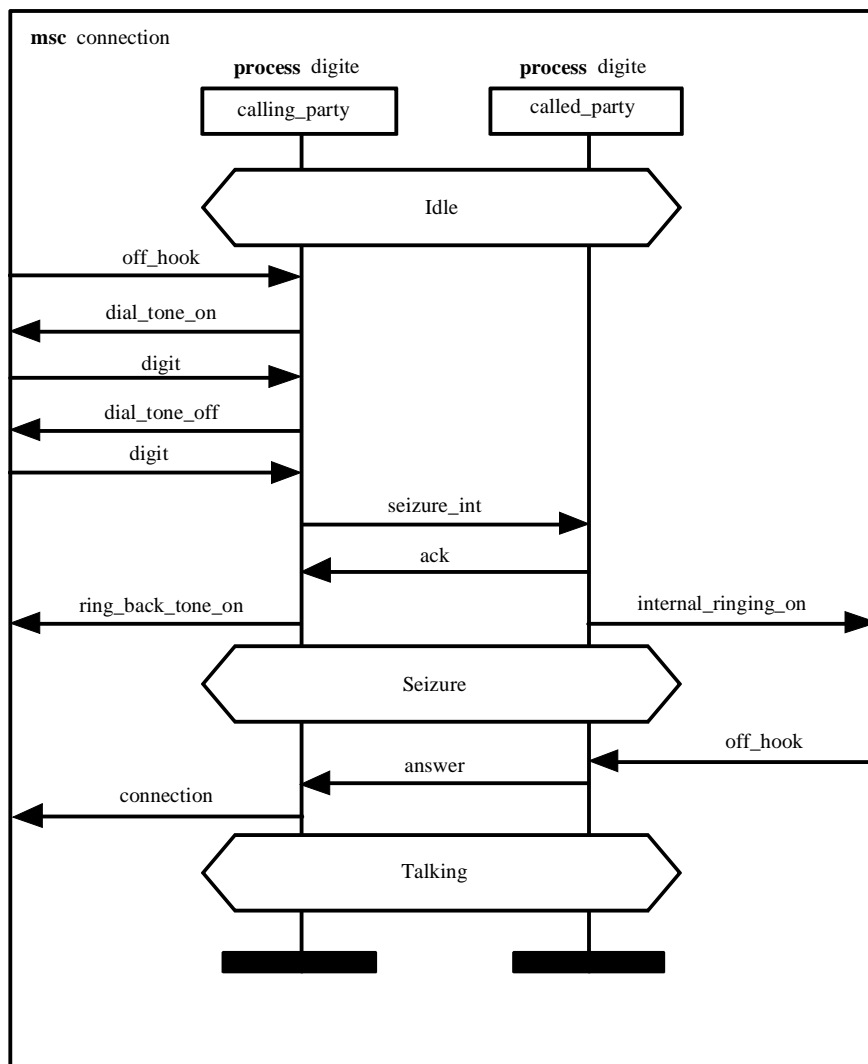 msc connection
process digite
process digite
calling_party
called_party
Idle
off_hook
dial_tone_on
digit
dial_tone_off
digit
seizure_int
ack
ring_back_tone_on
internal_ringing_on
Seizure
off_hook
answer
connection
Talking